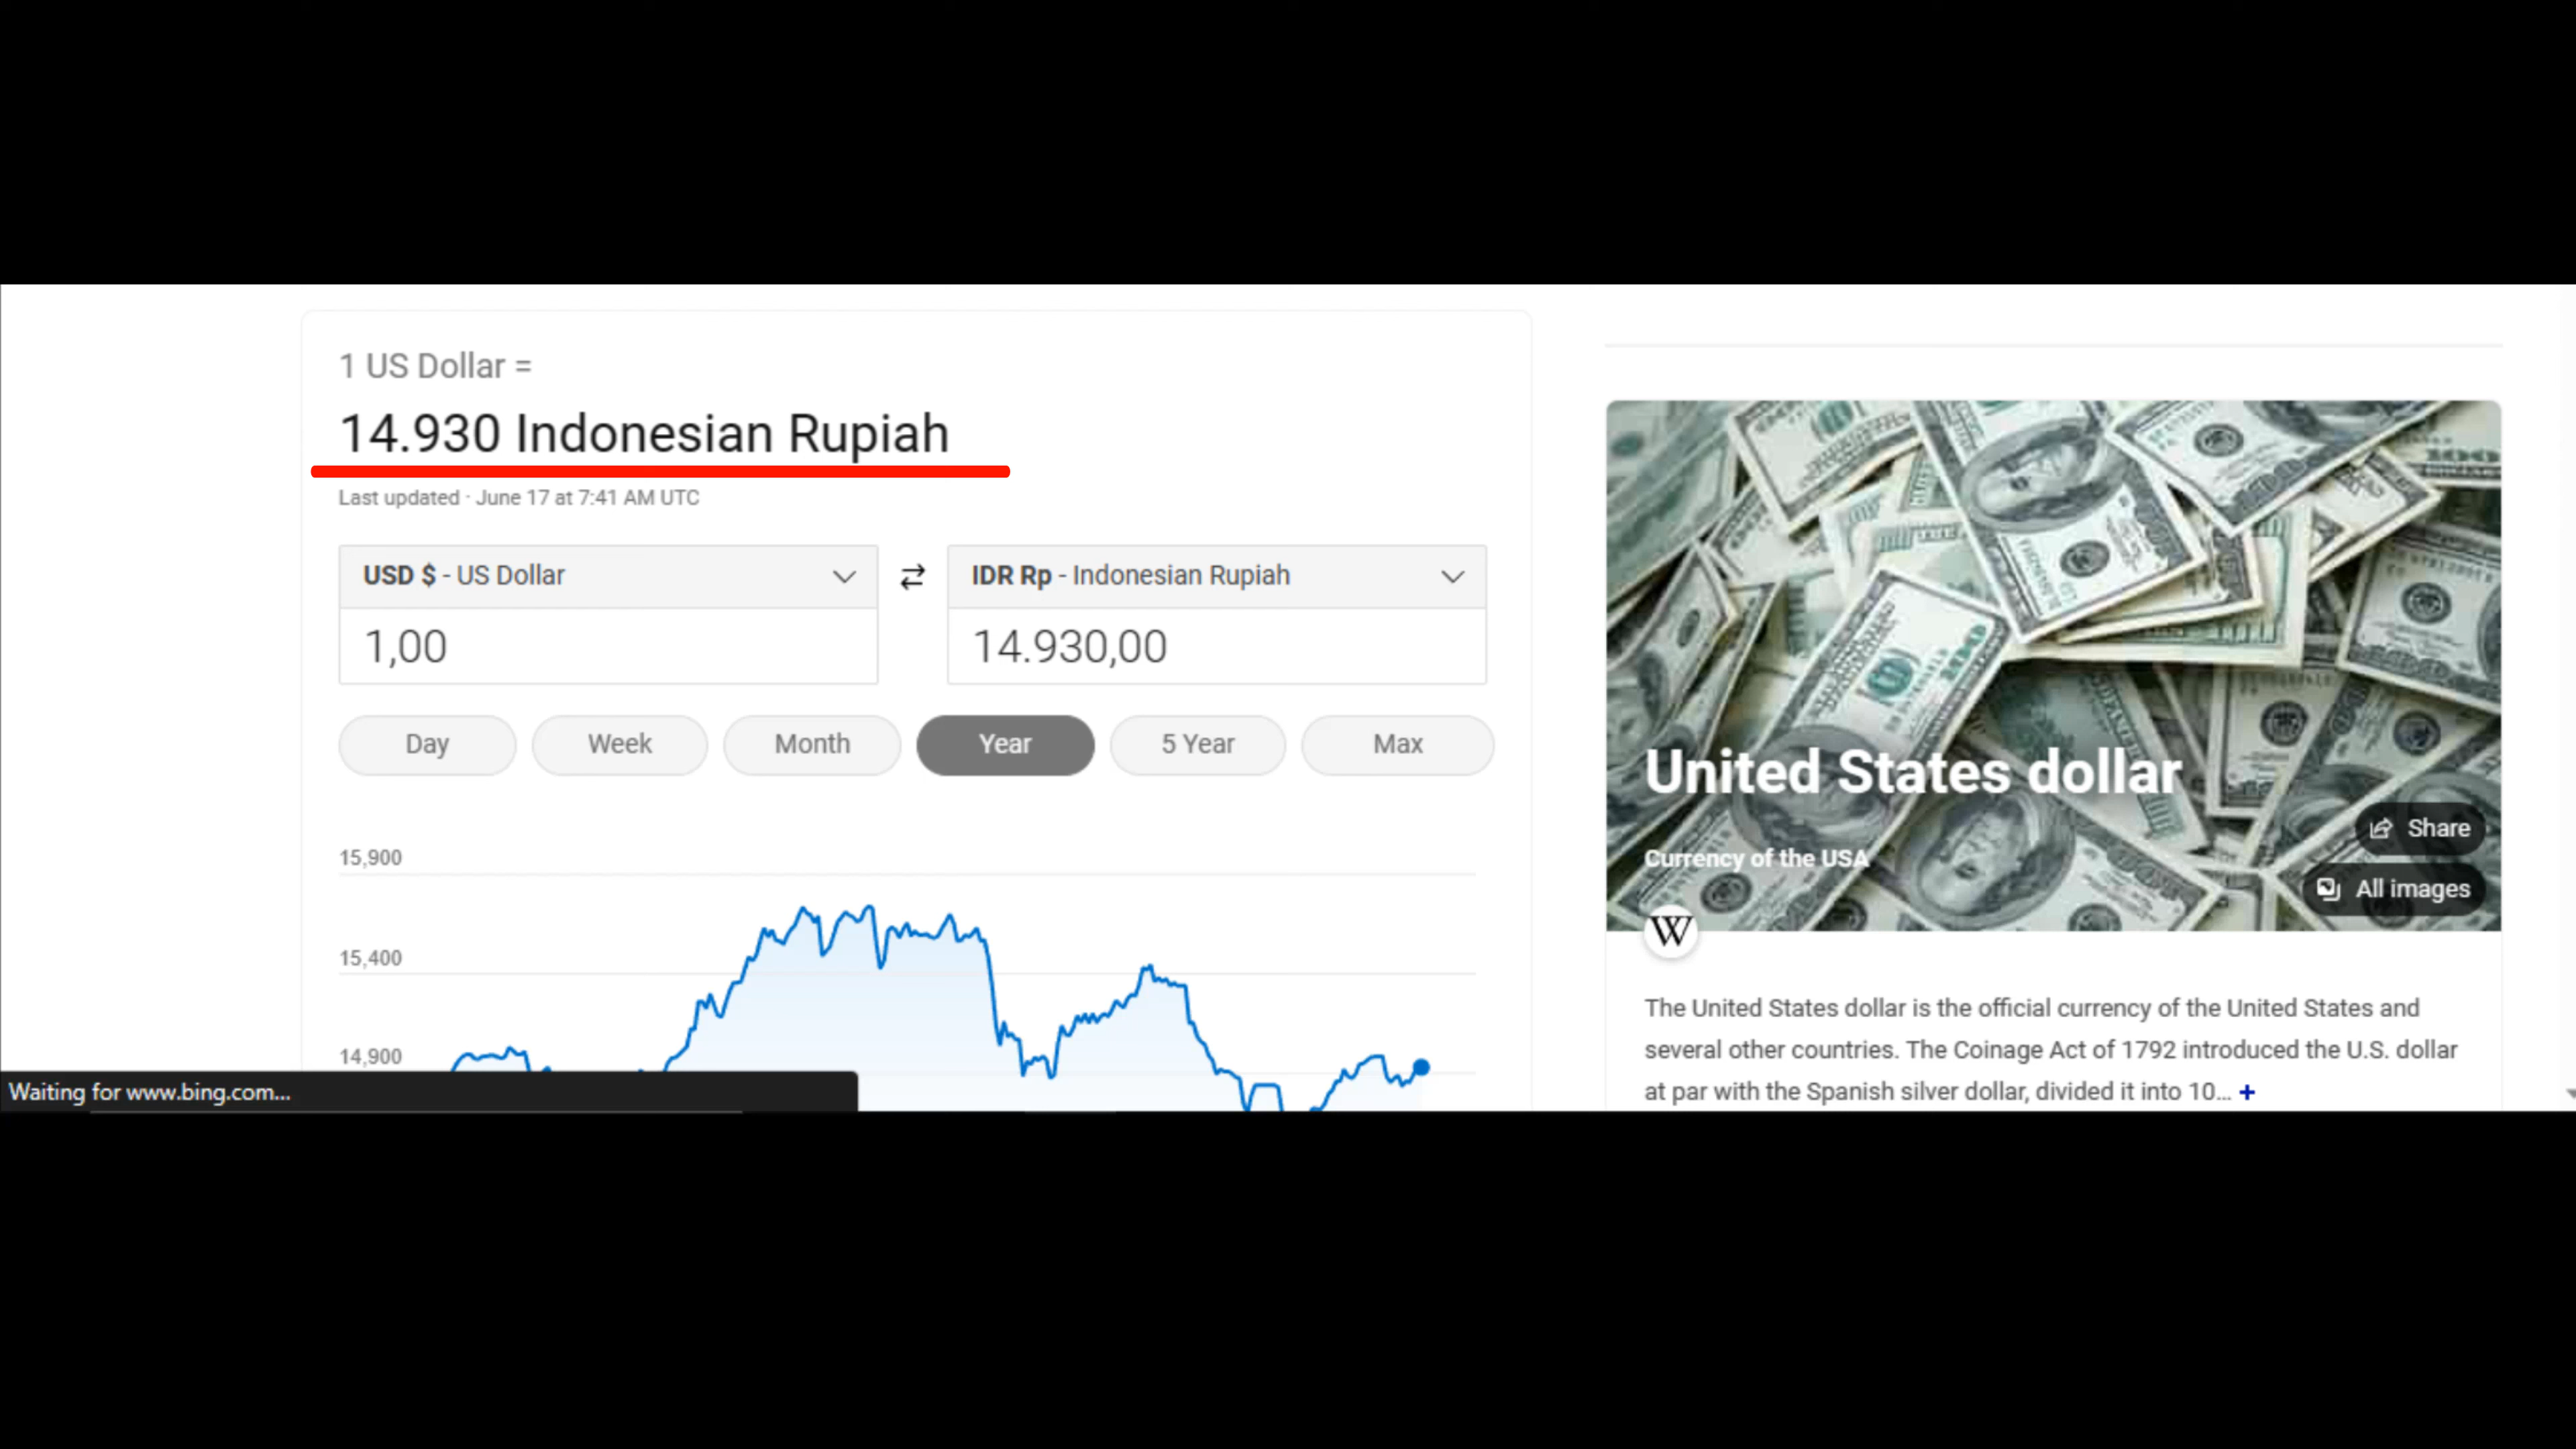 1 US Dollar =
14.930 Indonesian Rupiah
Last updated · June 17 at 7:41 AM UTC
USD $ - US Dollar
IDR Rp - Indonesian Rupiah
1,00
14.930,00
Day
Week
Month
Year
5 Year
Max
15,900
15,400
14,900
Waiting for www.bing.com...
United States dollar
Currency of the USA
Share
All images
W
The United States dollar is the official currency of the United States and
several other countries. The Coinage Act of 1792 introduced the U.S. dollar
at par with the Spanish silver dollar, divided it into 10... +